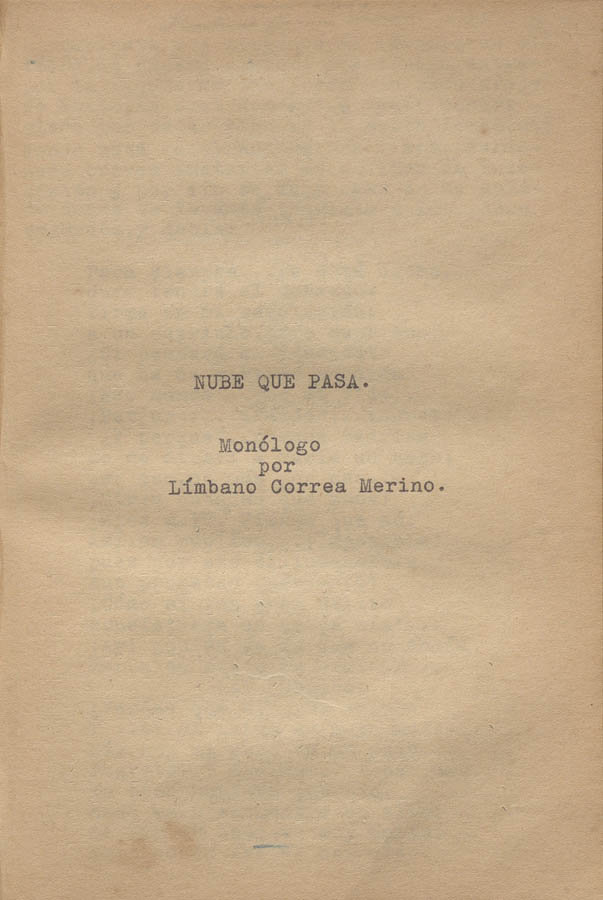 NUBE QUE PASA.
Monólogo
por
Límbano Correa Merino.